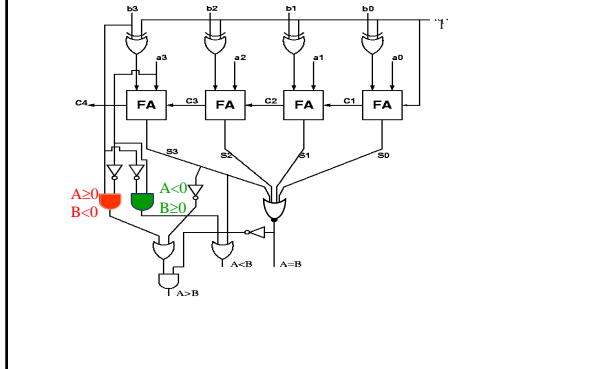 b3 b2 b1 b0
a3 a2 a1 a0
C4 FA C3 FA C2 FA C1 FA
S3 S2 S1 S0
A≥0 A<0
B<0 B≥0
A<B A=B
A>B